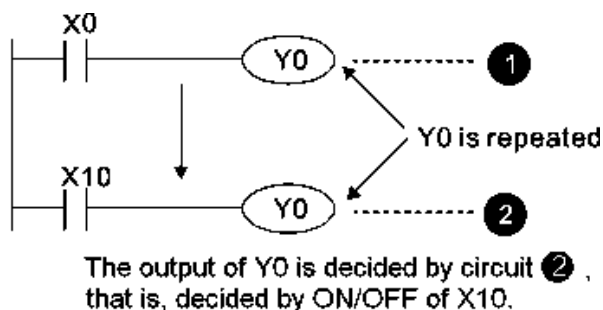 X0
Y0
1
Y0 is repeated
X10
Y0
2
The output of Y0 is decided by circuit 2 ,
that is, decided by ON/OFF of X10.